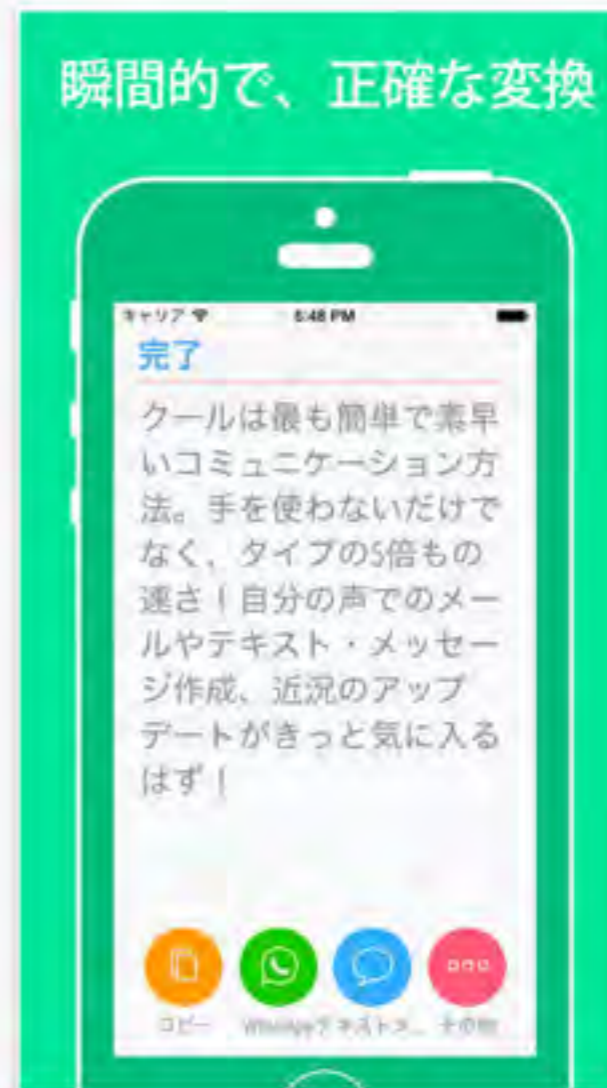 瞬間的で、正確な変換
キャリア 6:48 PM
完了
クールは最も簡単で素早
いコミュニケーション方
法。手を使わないだけで
なく、タイプの5倍もの
速さ！自分の声でのメー
ルやテキスト・メッセー
ジ作成、近況のアップ
デートがきっと気に入る
はず！
コピー WhatsApp テキストメ... その他